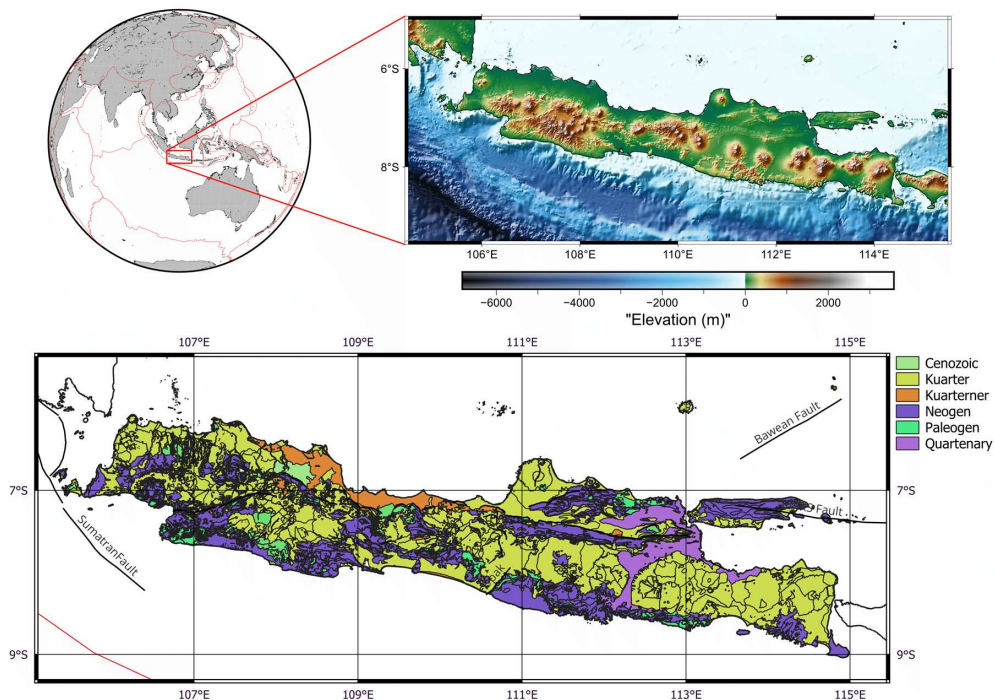 6°S
8°S
106°E 108°E 110°E 112°E 114°E
−6000 −4000 −2000 0 2000
"Elevation (m)"
107°E 109°E 111°E 113°E 115°E
Cenozoic
Kuarter
Kuarterner
Neogen
Paleogen
Quartenary
Bawean Fault
7°S 7°S
Fault
SumatranFault
9°S 9°S
107°E 109°E 111°E 113°E 115°E